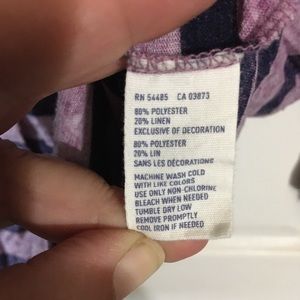 RN 54485 CA 03873
80% POLYESTER
20% LINEN
EXCLUSIVE OF DECORATION
80% POLYESTER
20% LIN
SANS LES DÉCORATIONS
MACHINE WASH COLD
WITH LIKE COLORS
USE ONLY NON-CHLORINE
BLEACH WHEN NEEDED
TUMBLE DRY LOW
REMOVE PROMPTLY
COOL IRON IF NEEDED